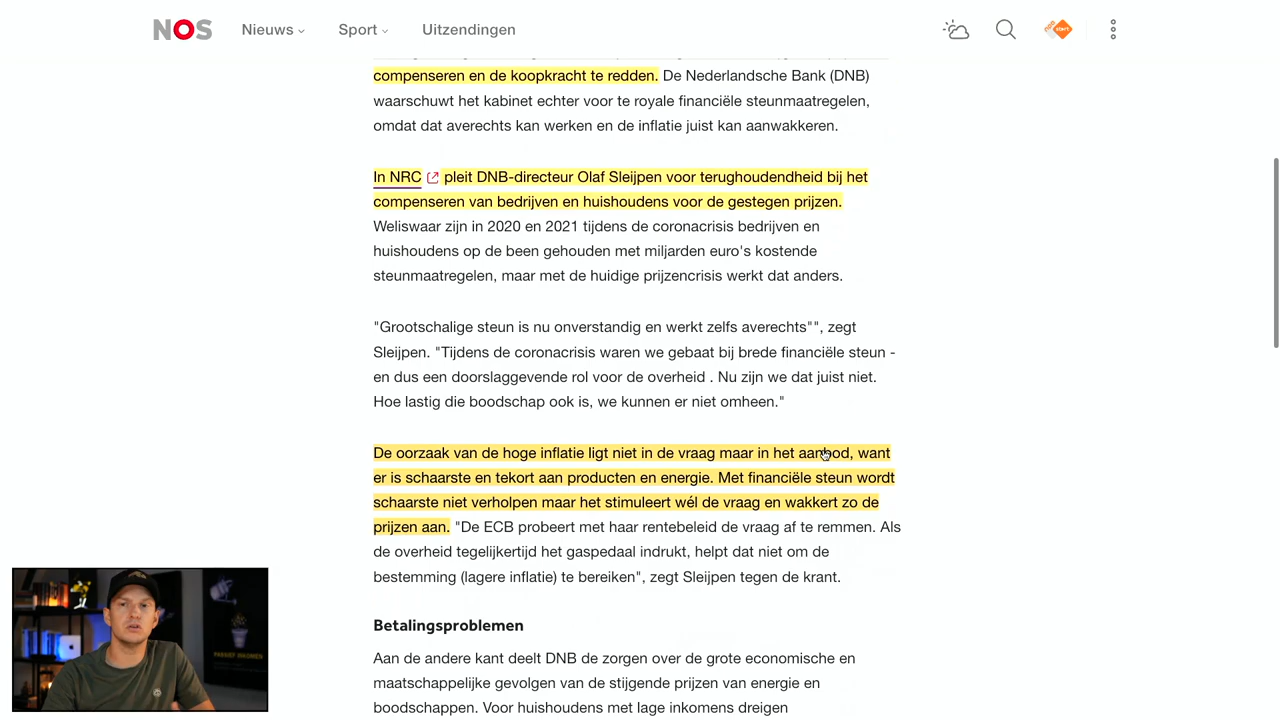 NOS
Nieuws
Sport
Uitzendingen
start
compenseren en de koopkracht te redden. De Nederlandsche Bank (DNB)
waarschuwt het kabinet echter voor te royale financiële steunmaatregelen,
omdat dat averechts kan werken en de inflatie juist kan aanwakkeren.
In NRC pleit DNB-directeur Olaf Sleijpen voor terughoudendheid bij het
compenseren van bedrijven en huishoudens voor de gestegen prijzen.
Weliswaar zijn in 2020 en 2021 tijdens de coronacrisis bedrijven en
huishoudens op de been gehouden met miljarden euro's kostende
steunmaatregelen, maar met de huidige prijzencrisis werkt dat anders.
"Grootschalige steun is nu onverstandig en werkt zelfs averechts"", zegt
Sleijpen. "Tijdens de coronacrisis waren we gebaat bij brede financiële steun -
en dus een doorslaggevende rol voor de overheid . Nu zijn we dat juist niet.
Hoe lastig die boodschap ook is, we kunnen er niet omheen."
De oorzaak van de hoge inflatie ligt niet in de vraag maar in het aanbod, want
er is schaarste en tekort aan producten en energie. Met financiële steun wordt
schaarste niet verholpen maar het stimuleert wél de vraag en wakkert zo de
prijzen aan. "De ECB probeert met haar rentebeleid de vraag af te remmen. Als
de overheid tegelijkertijd het gaspedaal indrukt, helpt dat niet om de
bestemming (lagere inflatie) te bereiken", zegt Sleijpen tegen de krant.
Betalingsproblemen
Aan de andere kant deelt DNB de zorgen over de grote economische en
maatschappelijke gevolgen van de stijgende prijzen van energie en
boodschappen. Voor huishoudens met lage inkomens dreigen
PASSIEF INKOMEN